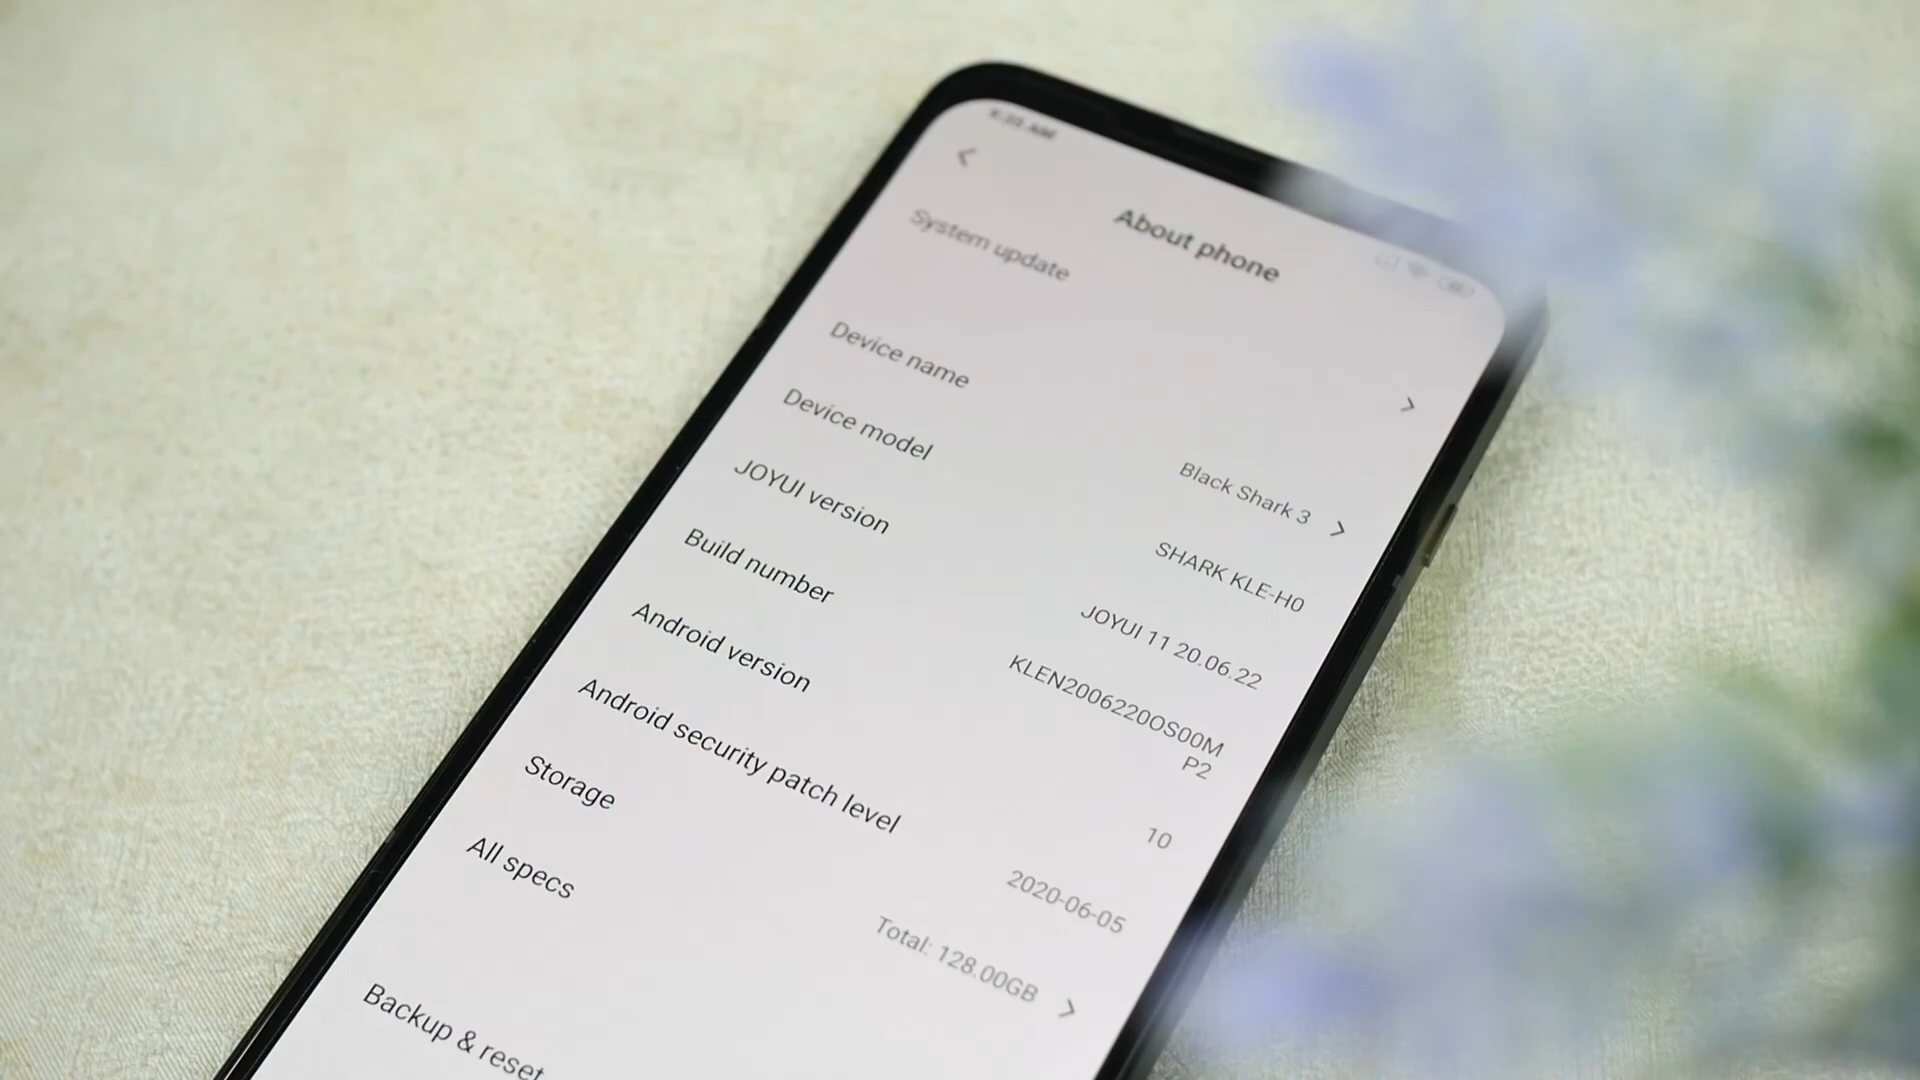 About phone
System update
Device name
Black Shark 3
Device model
SHARK KLE-H0
JOYUI version
JOYUI 11 20.06.22
Build number
KLEN200622OOS00M
P2
Android version
10
Android security patch level
2020-06-05
Storage
Total: 128.00GB
All specs
Backup & reset